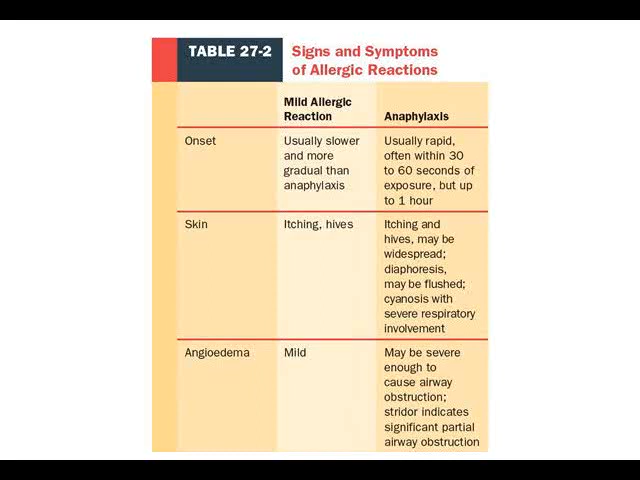 TABLE 27-2
Signs and Symptoms
of Allergic Reactions
Mild Allergic
Reaction
Anaphylaxis
Onset
Usually slower
and more
gradual than
anaphylaxis
Usually rapid,
often within 30
to 60 seconds of
exposure, but up
to 1 hour
Skin
Itching, hives
Itching and
hives, may be
widespread;
diaphoresis,
may be flushed;
cyanosis with
severe respiratory
involvement
Angioedema
Mild
May be severe
enough to
cause airway
obstruction;
stridor indicates
significant partial
airway obstruction